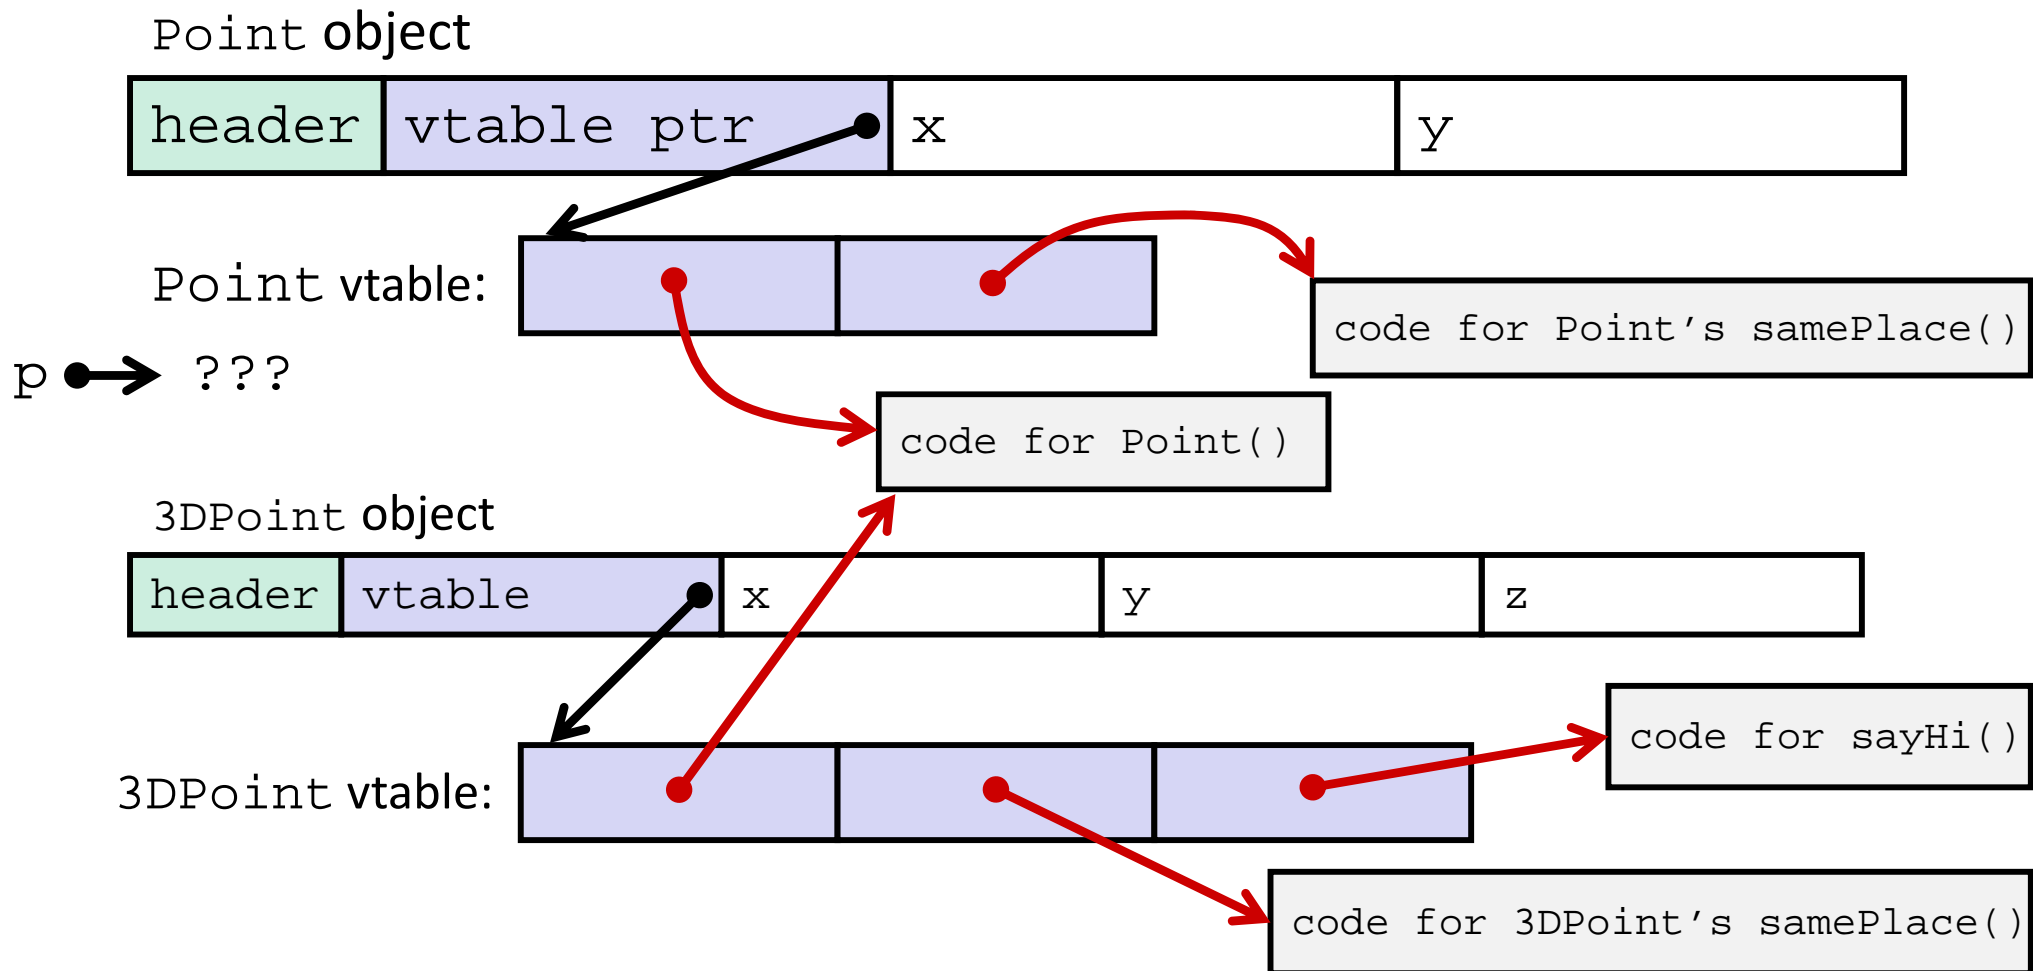 Point object
header vtable ptr x y
Point vtable:
code for Point’s samePlace()
p ???
code for Point()
3DPoint object
header vtable x y z
code for sayHi()
3DPoint vtable:
code for 3DPoint’s samePlace()